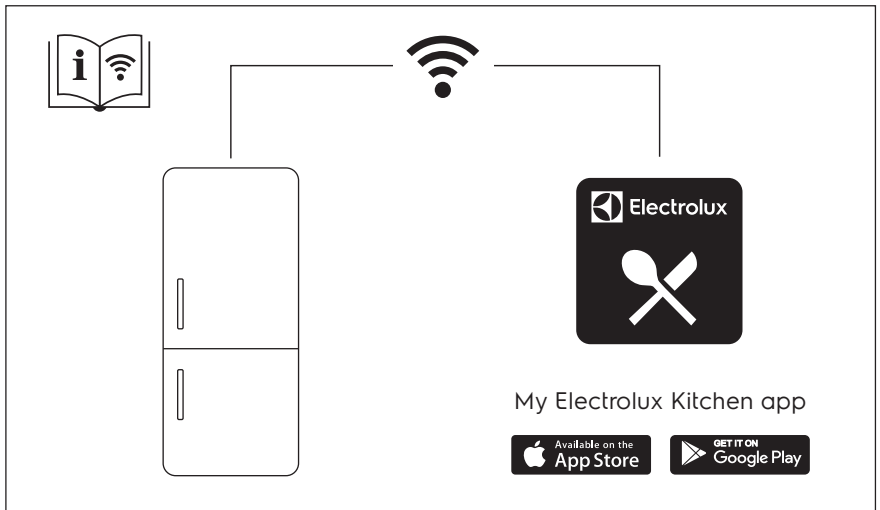 i
Electrolux
My Electrolux Kitchen app
Available on the
App Store
GET IT ON
Google Play